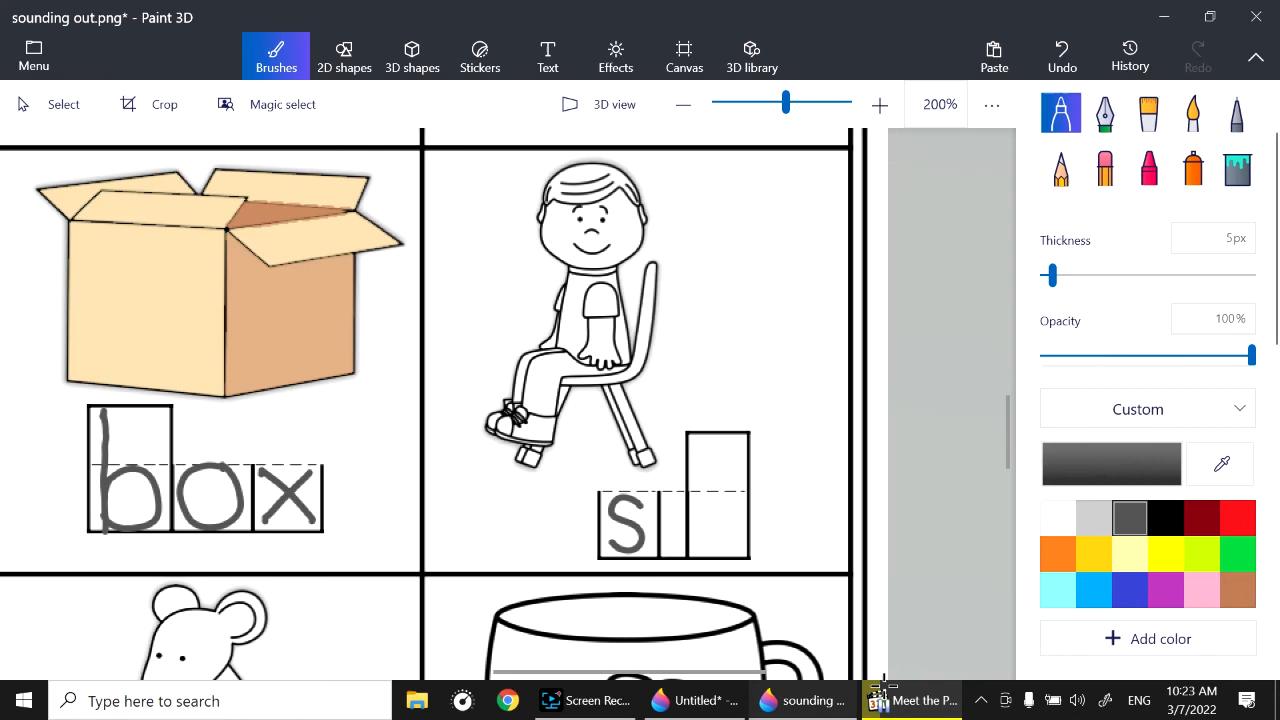 sounding out.png* - Paint 3D
Menu
Brushes
2D shapes
3D shapes
Stickers
Text
Effects
Canvas
3D library
Paste
Undo
History
Redo
Select
Crop
Magic select
3D view
200%
Thickness
5px
Opacity
100%
Custom
Add color
box
s
Type here to search
Screen Rec...
Untitled* -...
sounding ...
Meet the P...
ENG
10:23 AM
3/7/2022